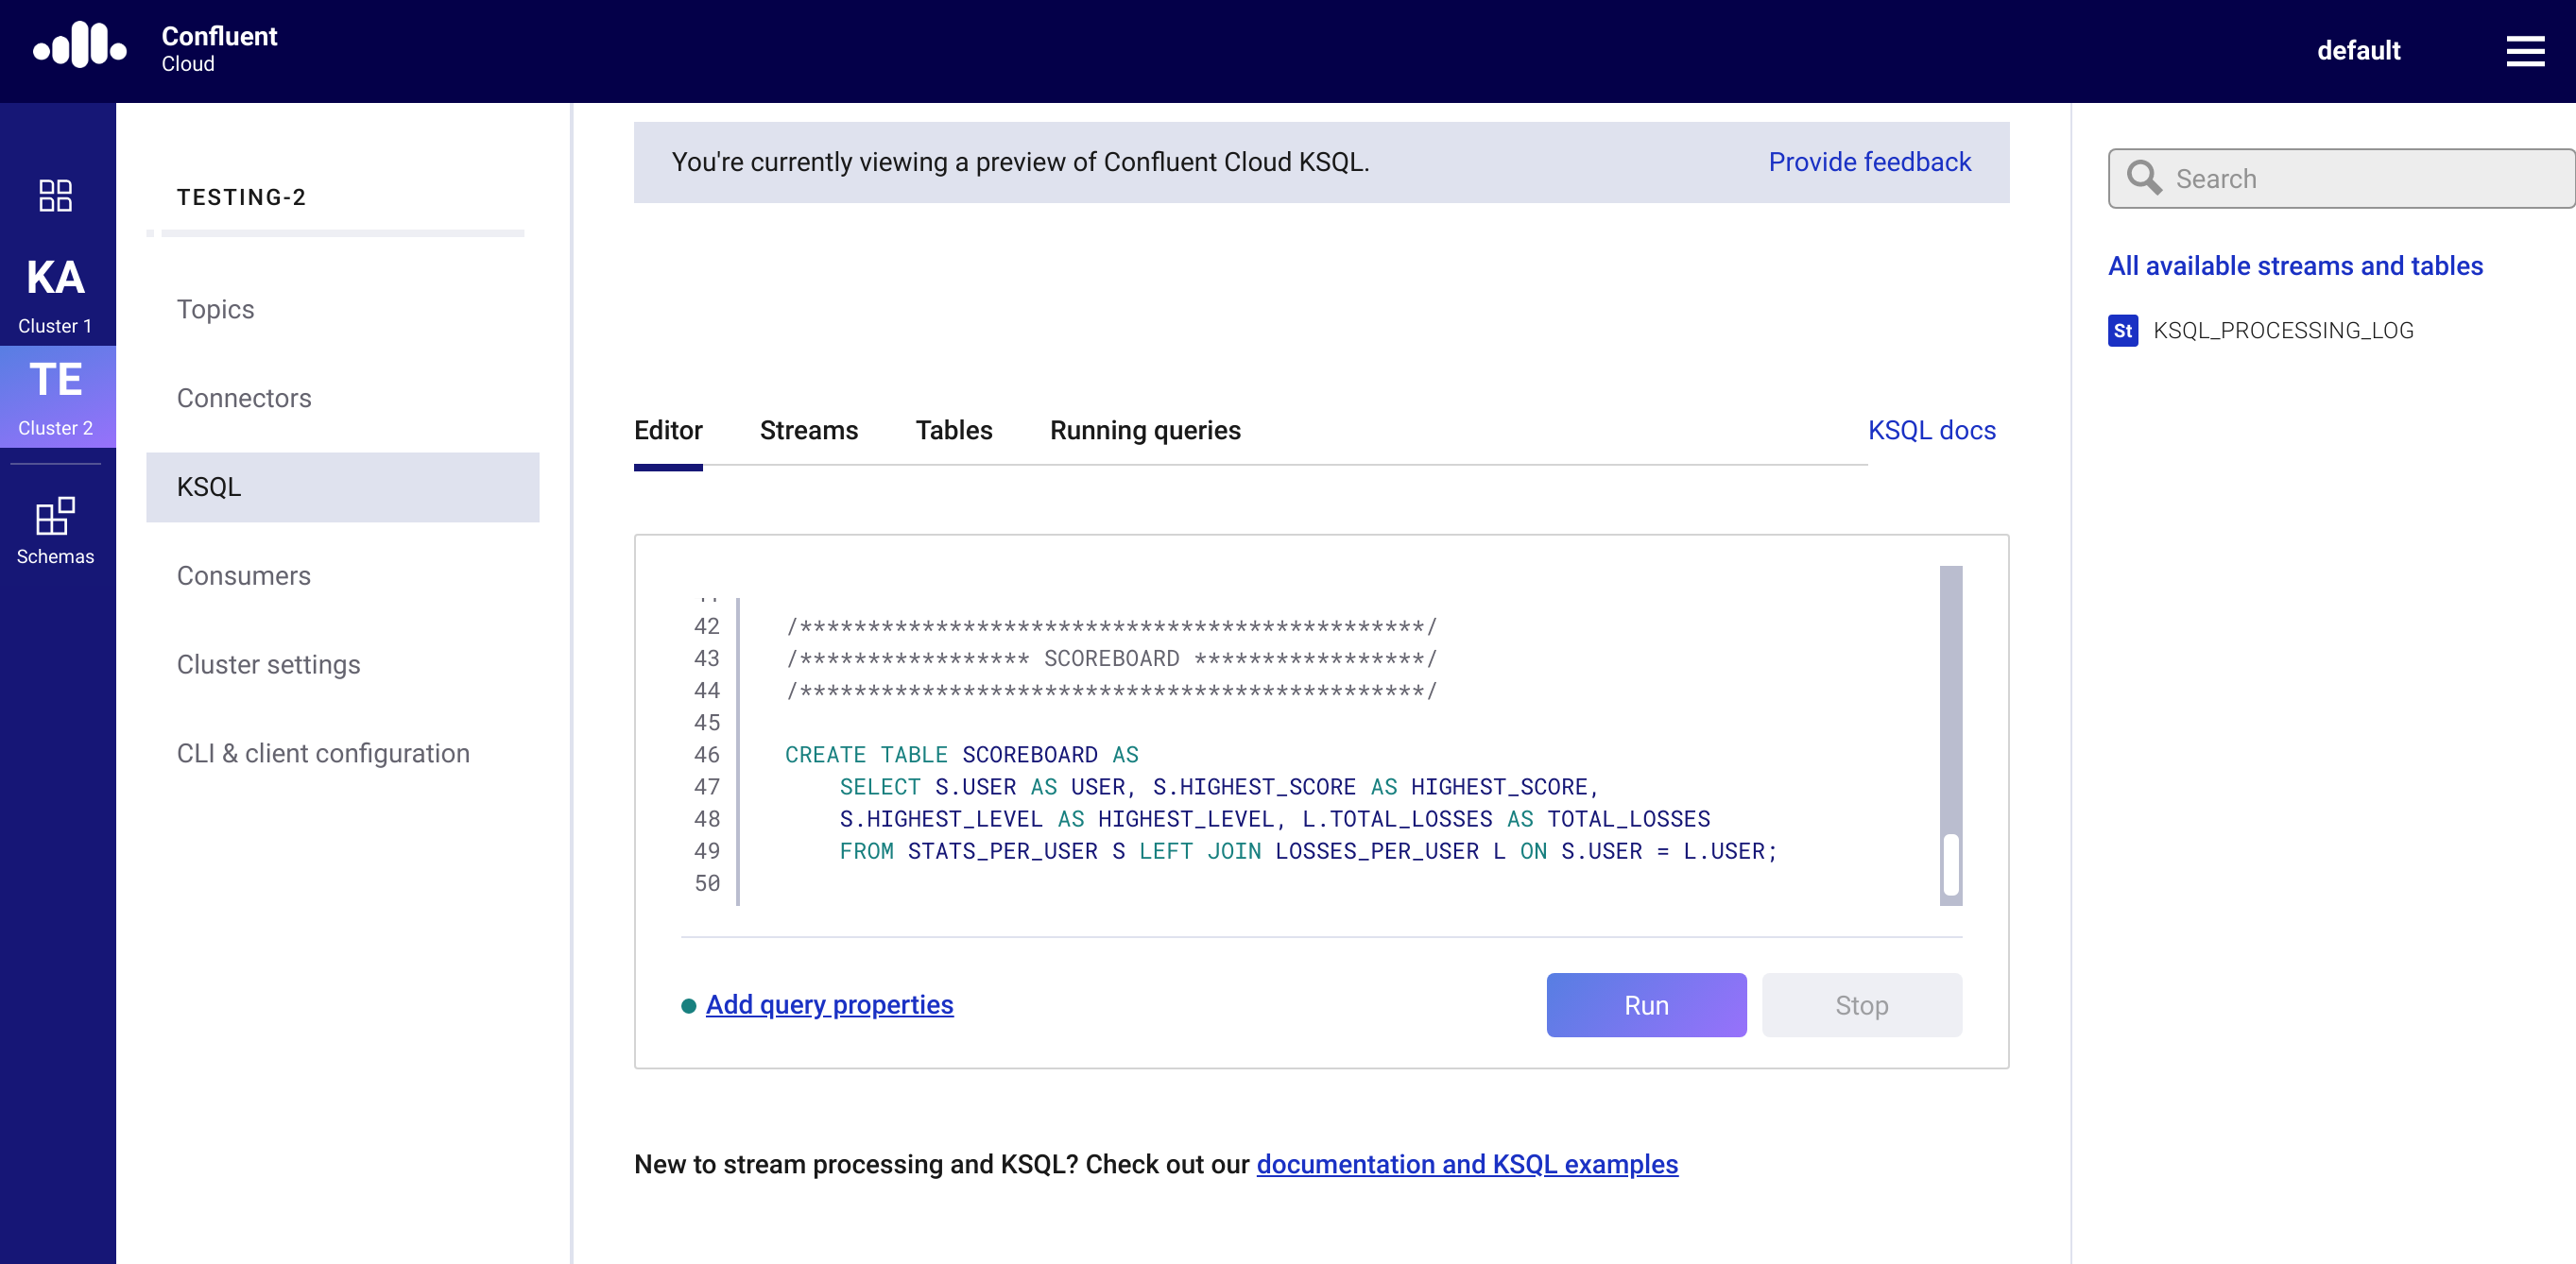 Confluent
Cloud
default
KA
Cluster 1
TE
Cluster 2
Schemas
TESTING-2
Topics
Connectors
KSQL
Consumers
Cluster settings
CLI & client configuration
You're currently viewing a preview of Confluent Cloud KSQL.
Provide feedback
Editor
Streams
Tables
Running queries
KSQL docs
42 /**********************************************/
43 /***************** SCOREBOARD *****************/
44 /**********************************************/
45
46 CREATE TABLE SCOREBOARD AS
47 SELECT S.USER AS USER, S.HIGHEST_SCORE AS HIGHEST_SCORE,
48 S.HIGHEST_LEVEL AS HIGHEST_LEVEL, L.TOTAL_LOSSES AS TOTAL_LOSSES
49 FROM STATS_PER_USER S LEFT JOIN LOSSES_PER_USER L ON S.USER = L.USER;
50
Add query properties
Run
Stop
New to stream processing and KSQL? Check out our documentation and KSQL examples
Search
All available streams and tables
St KSQL_PROCESSING_LOG